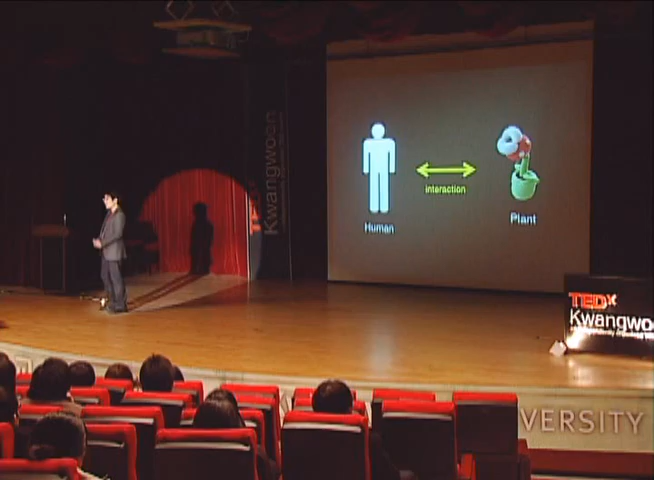 Kwangwoon
Human
interaction
Plant
TEDx
Kwangwo
VERSITY